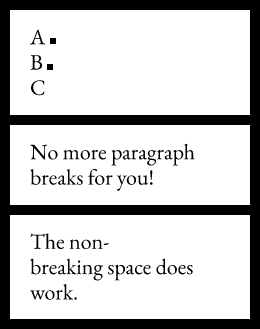 A ▪
B ▪
C
No more paragraph
breaks for you!
The non-
breaking space does
work.